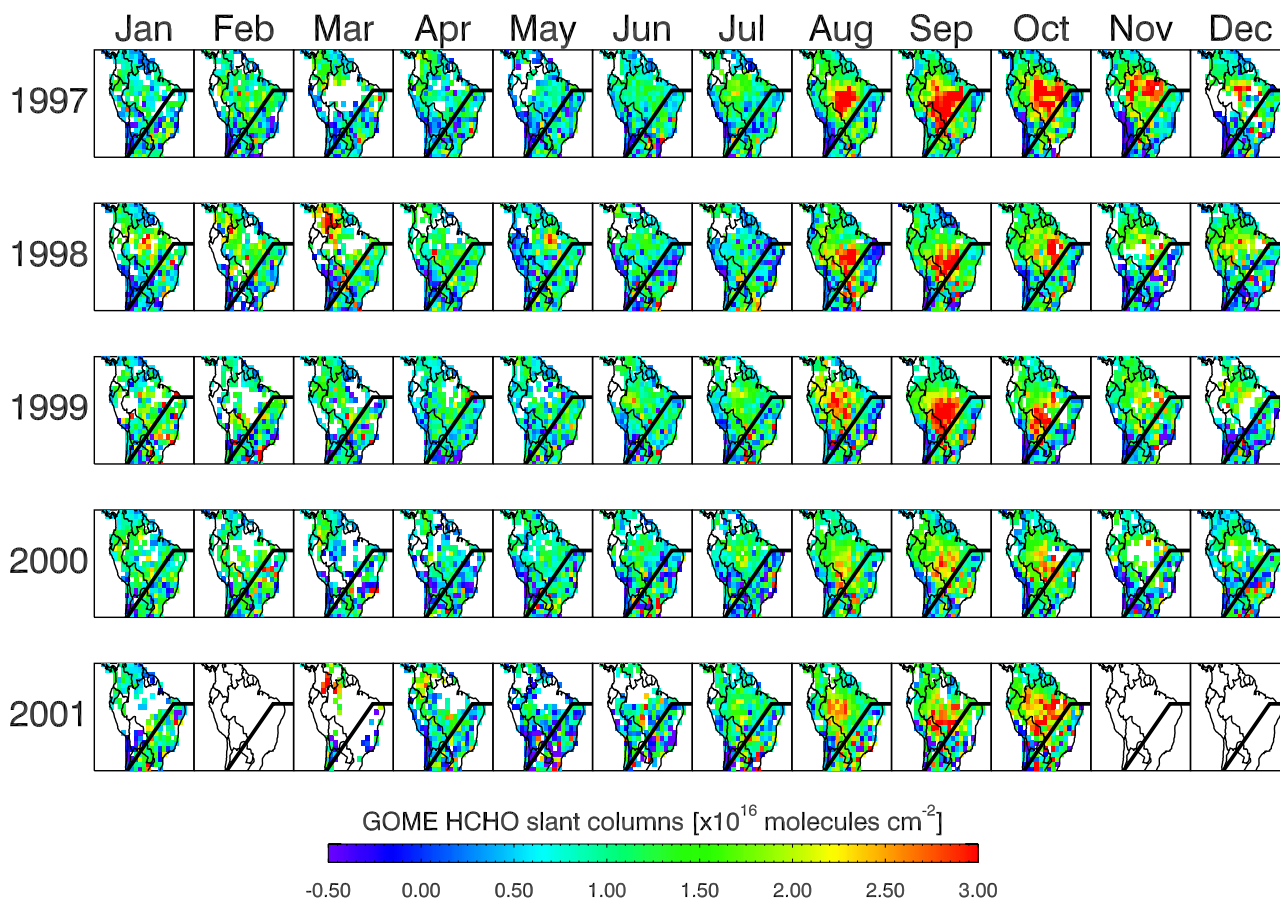 Jan Feb Mar Apr May Jun Jul Aug Sep Oct Nov Dec
1997
1998
1999
2000
2001
GOME HCHO slant columns [x10^16 molecules cm^-2]
-0.50 0.00 0.50 1.00 1.50 2.00 2.50 3.00